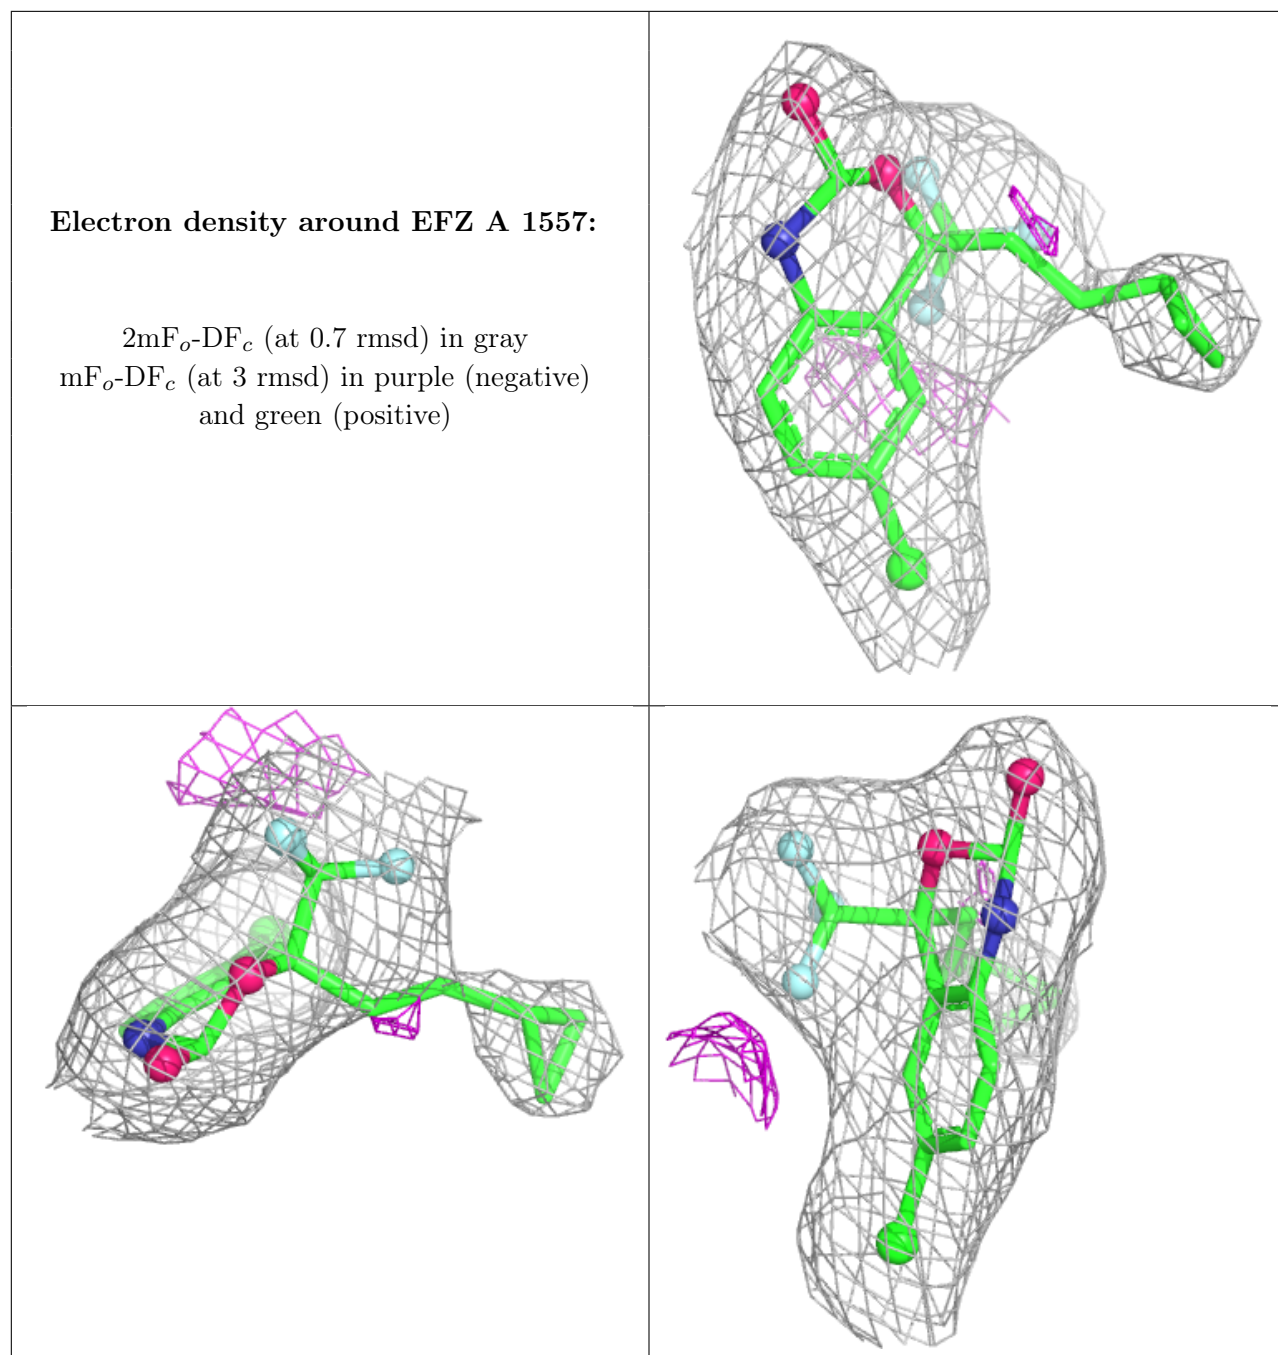 Electron density around EFZ A 1557:
2mFₒ-DF𝑐 (at 0.7 rmsd) in gray
mFₒ-DF𝑐 (at 3 rmsd) in purple (negative)
and green (positive)